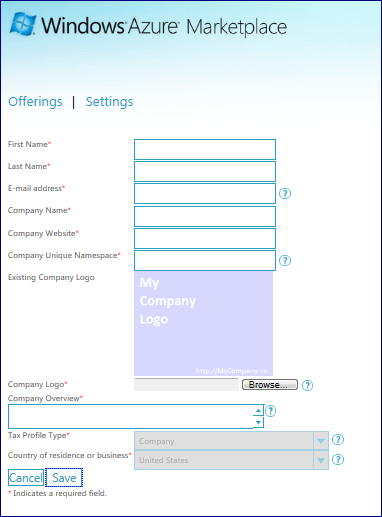 Windows Azure Marketplace
Offerings | Settings
First Name*
Last Name*
E-mail address*
?
Company Name*
Company Website*
Company Unique Namespace*
?
Existing Company Logo
My
Company
Logo
http://MyCompany.co
Company Logo*
Browse...
?
Company Overview*
?
Tax Profile Type*
Company
?
Country of residence or business*
United States
?
Cancel Save
* Indicates a required field.